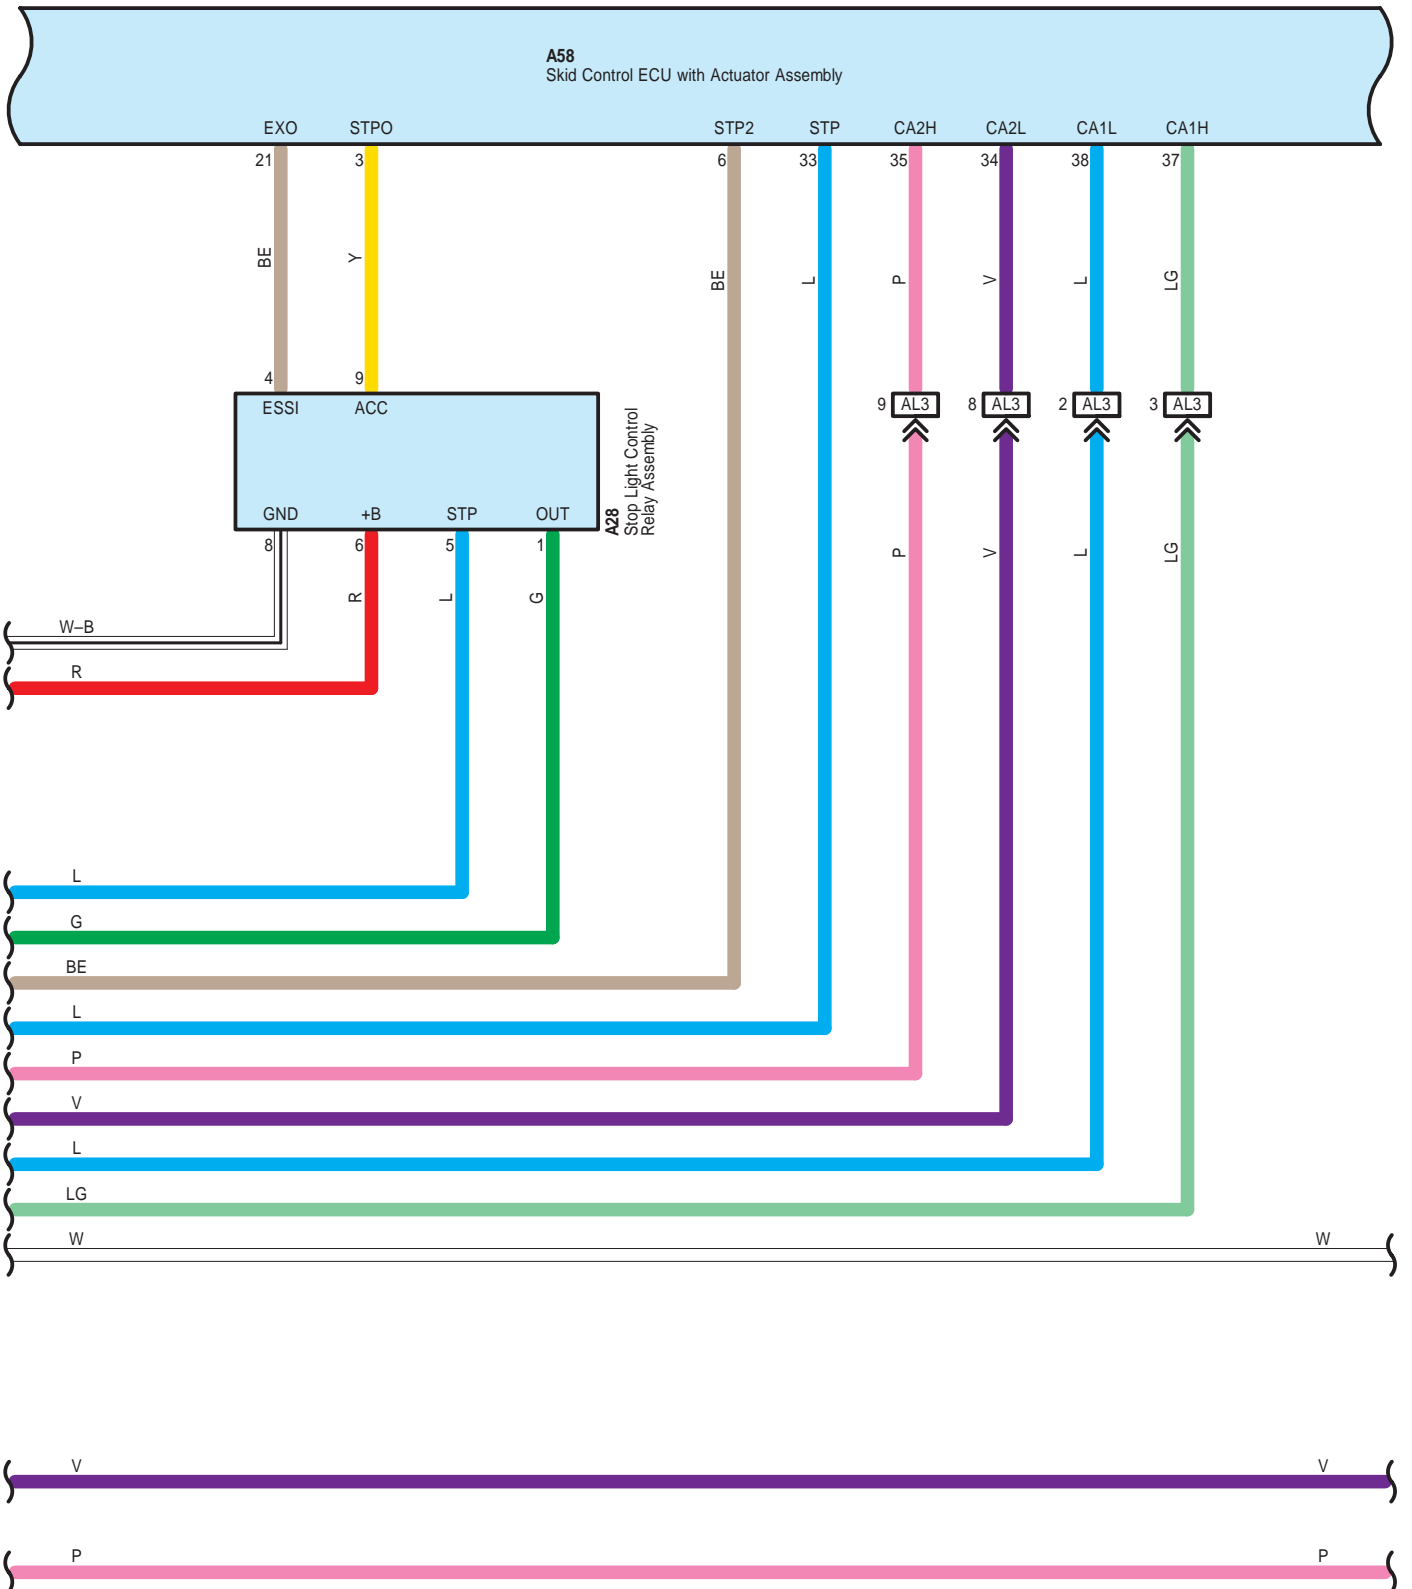 A58
Skid Control ECU with Actuator Assembly
EXO STPO STP2 STP CA2H CA2L CA1L CA1H
21 3 6 33 35 34 38 37
BE Y BE L P V L LG
4 9
ESSI ACC
9 AL3 8 AL3 2 AL3 3 AL3
A28
Stop Light Control
Relay Assembly
GND +B STP OUT
8 6 5 1
P V L LG
R L G
W–B
R
L
G
BE
L
P
V
L
LG
W W
V V
P P